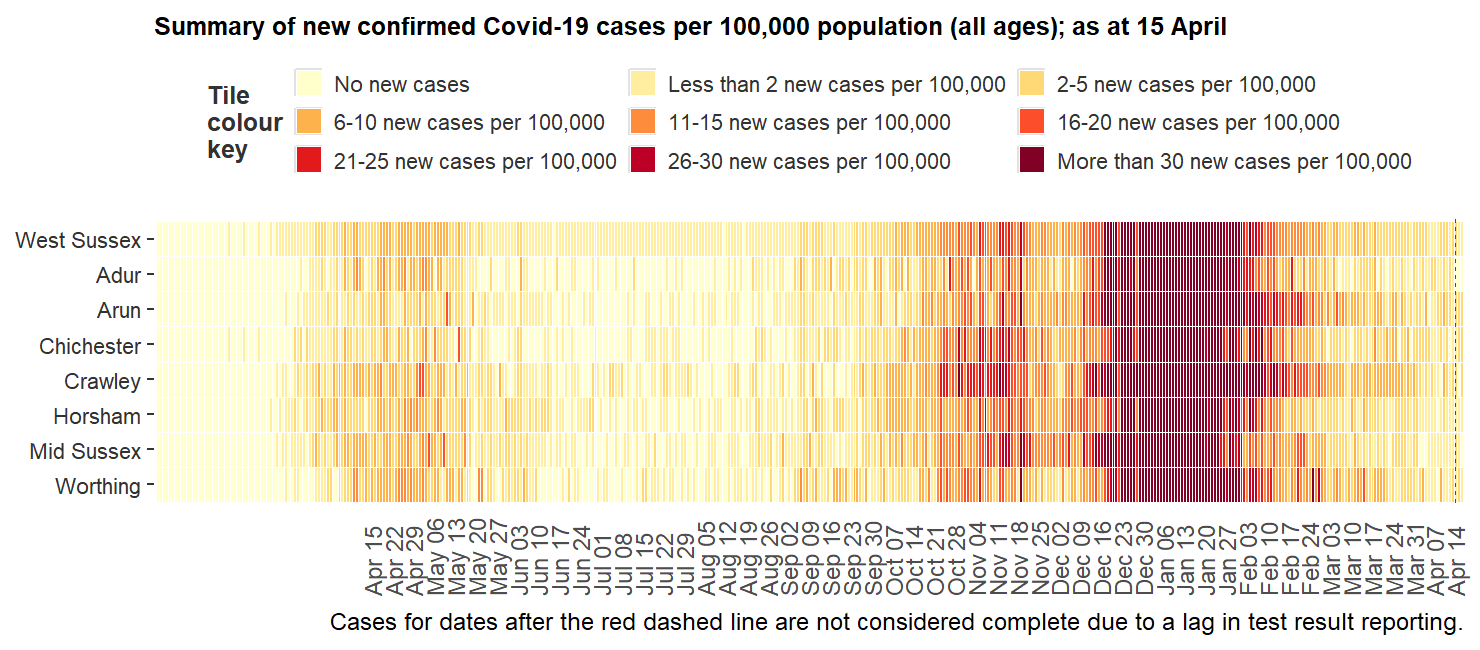 Summary of new confirmed Covid-19 cases per 100,000 population (all ages); as at 15 April
Tile
colour
key
No new cases
Less than 2 new cases per 100,000
2-5 new cases per 100,000
6-10 new cases per 100,000
11-15 new cases per 100,000
16-20 new cases per 100,000
21-25 new cases per 100,000
26-30 new cases per 100,000
More than 30 new cases per 100,000
West Sussex
Adur
Arun
Chichester
Crawley
Horsham
Mid Sussex
Worthing
Apr 15
Apr 22
Apr 29
May 06
May 13
May 20
May 27
Jun 03
Jun 10
Jun 17
Jun 24
Jul 01
Jul 08
Jul 15
Jul 22
Jul 29
Aug 05
Aug 12
Aug 19
Aug 26
Sep 02
Sep 09
Sep 16
Sep 23
Sep 30
Oct 07
Oct 14
Oct 21
Oct 28
Nov 04
Nov 11
Nov 18
Nov 25
Dec 02
Dec 09
Dec 16
Dec 23
Dec 30
Jan 06
Jan 13
Jan 20
Jan 27
Feb 03
Feb 10
Feb 17
Feb 24
Mar 03
Mar 10
Mar 17
Mar 24
Mar 31
Apr 07
Apr 14
Cases for dates after the red dashed line are not considered complete due to a lag in test result reporting.